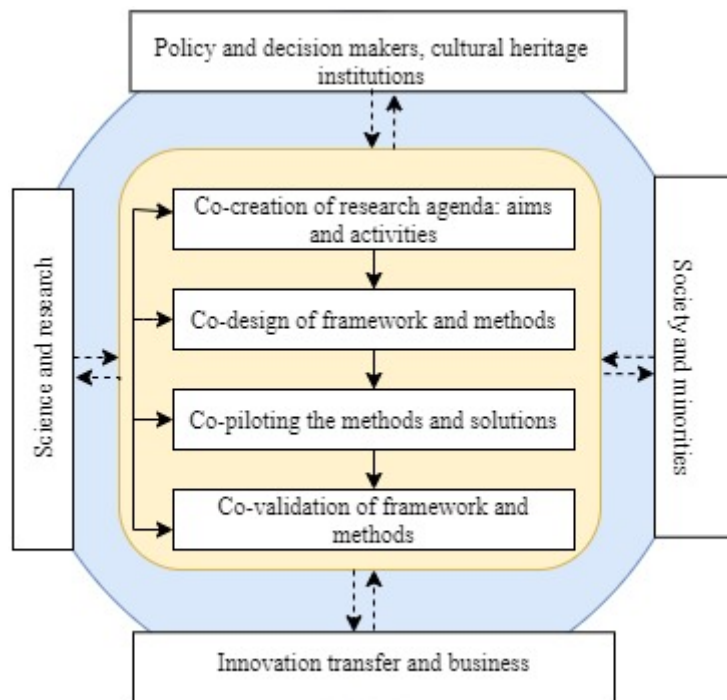 Policy and decision makers, cultural heritage
institutions
Science and research
Co-creation of research agenda: aims
and activities
Co-design of framework and methods
Co-piloting the methods and solutions
Co-validation of framework and
methods
Society and minorities
Innovation transfer and business